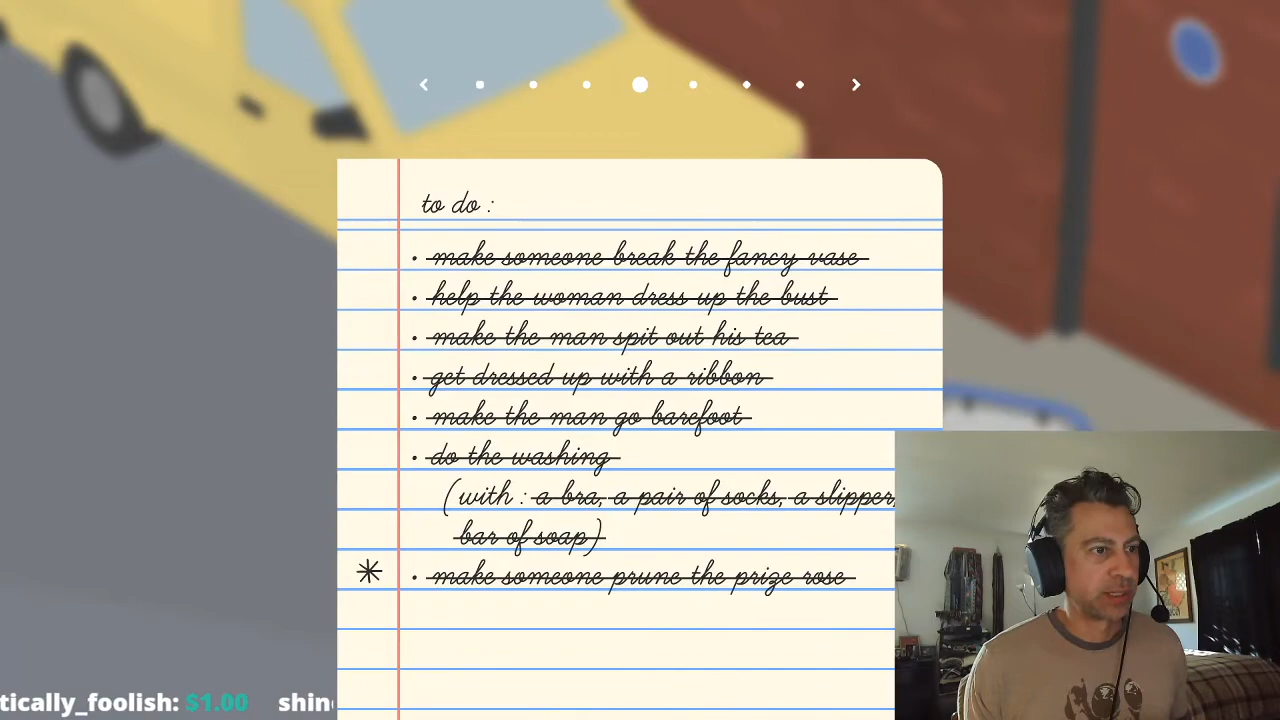 to do :
• make someone break the fancy vase
• help the woman dress up the bust
• make the man spit out his tea
• get dressed up with a ribbon
• make the man go barefoot
• do the washing
(with : a bra, a pair of socks, a slipper,
bar of soap)
* • make someone prune the prize rose
tically_foolish: $1.00 shin